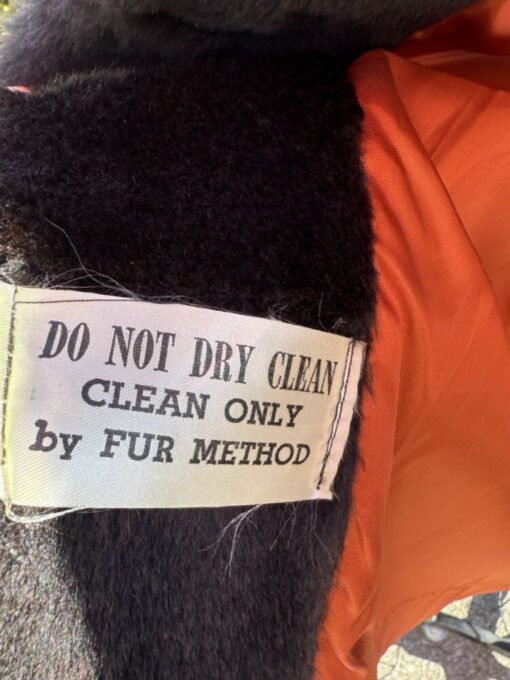 DO NOT DRY CLEAN
CLEAN ONLY
by FUR METHOD